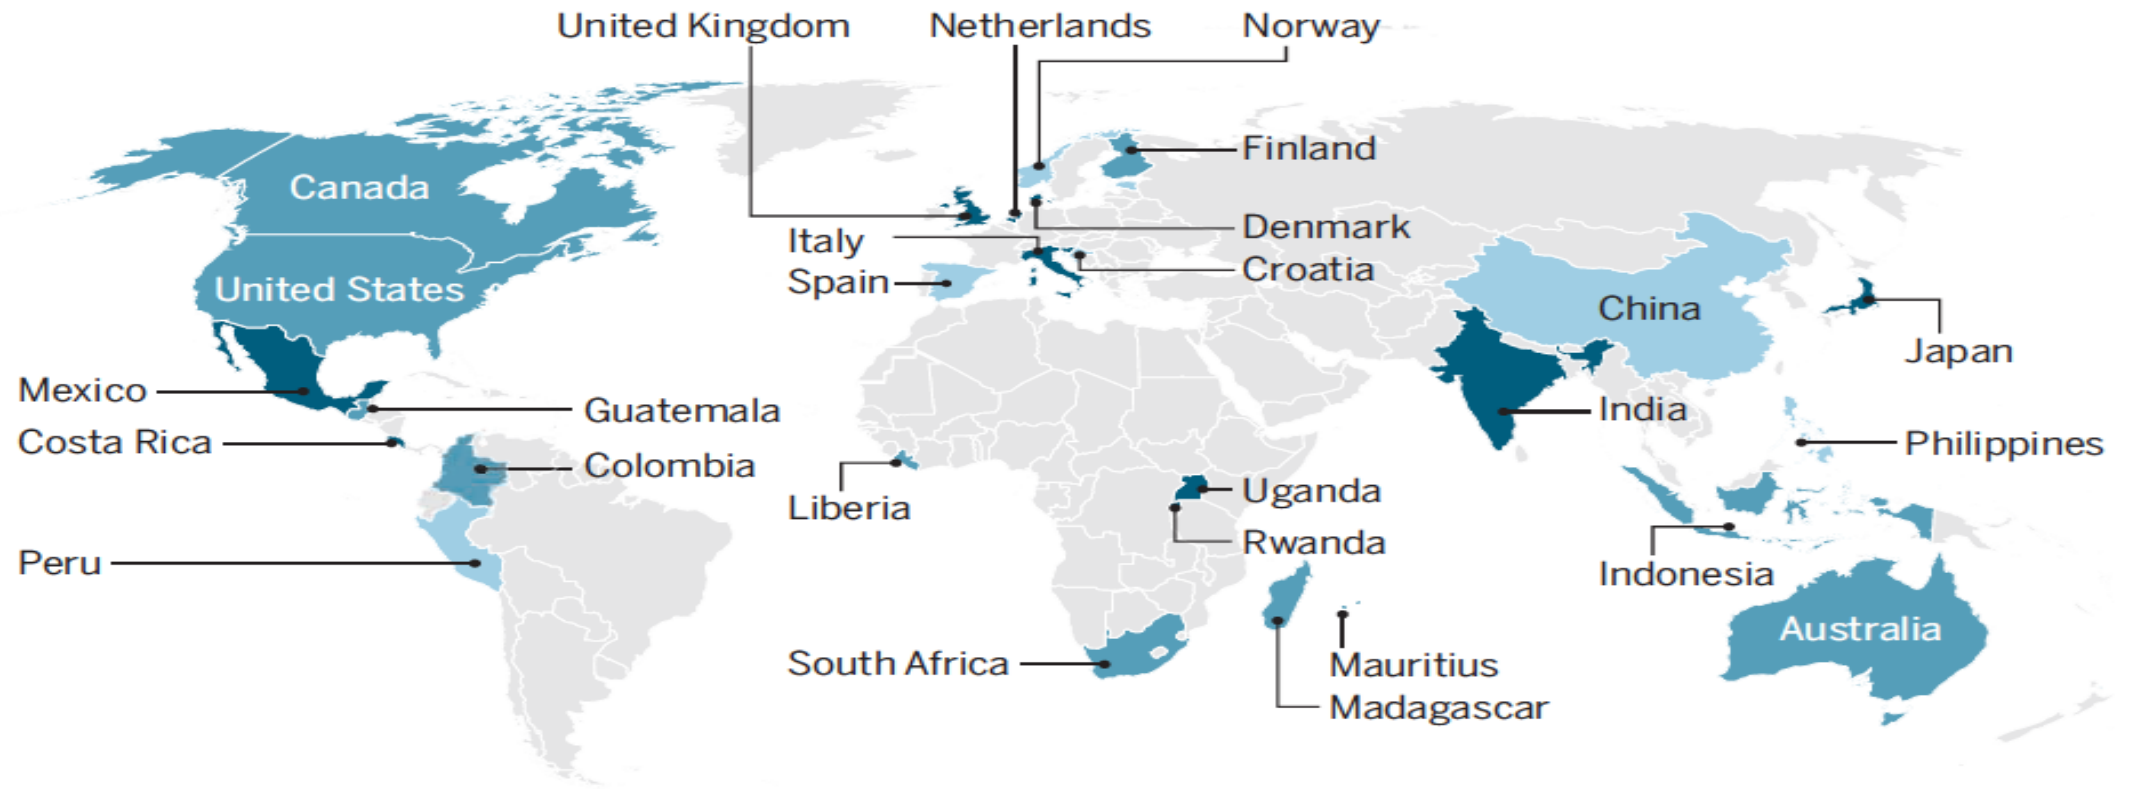 United Kingdom
Netherlands
Norway
Finland
Canada
Denmark
Italy
Croatia
Spain
United States
China
Japan
Mexico
Guatemala
India
Costa Rica
Philippines
Colombia
Uganda
Liberia
Rwanda
Peru
Indonesia
Australia
South Africa
Mauritius
Madagascar